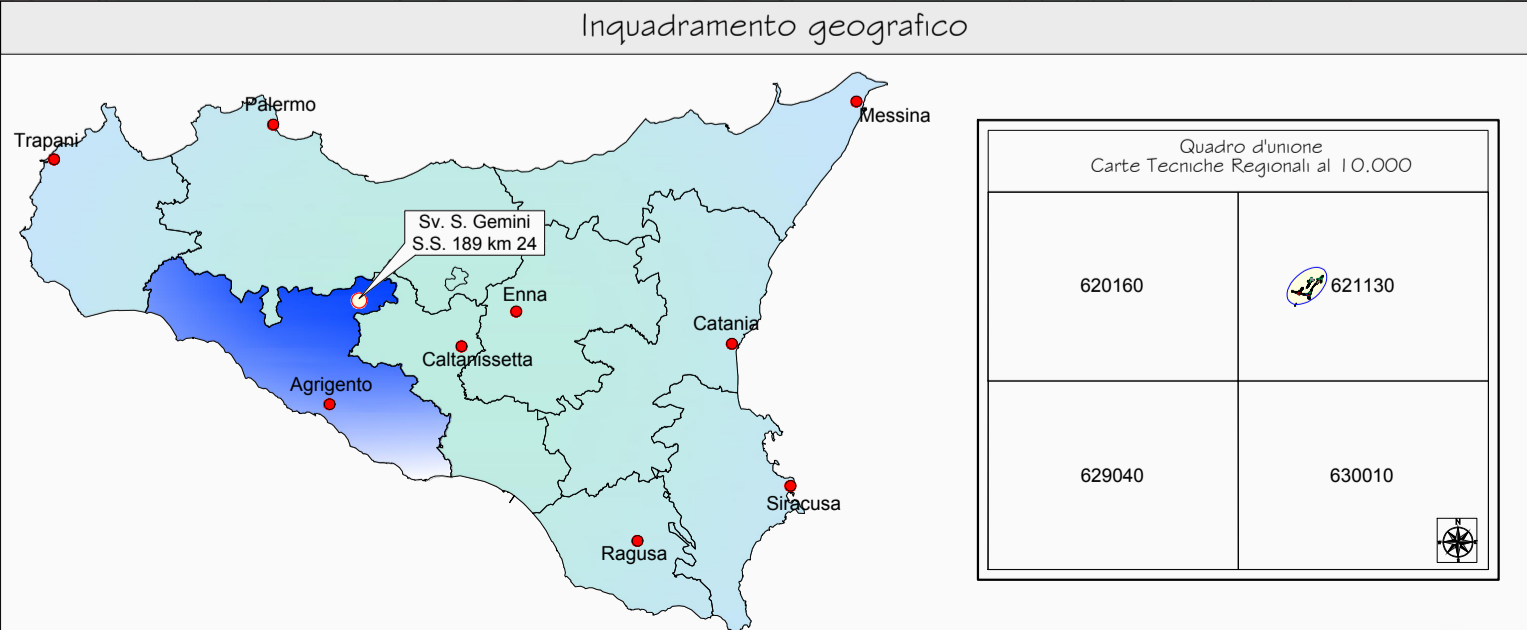 Inquadramento geografico
Palermo
Messina
Trapani
Sv. S. Gemini
S.S. 189 km 24
Enna
Catania
Caltanissetta
Agrigento
Siracusa
Ragusa
Quadro d'unione
Carte Tecniche Regionali al 10.000
620160
621130
629040
630010
N